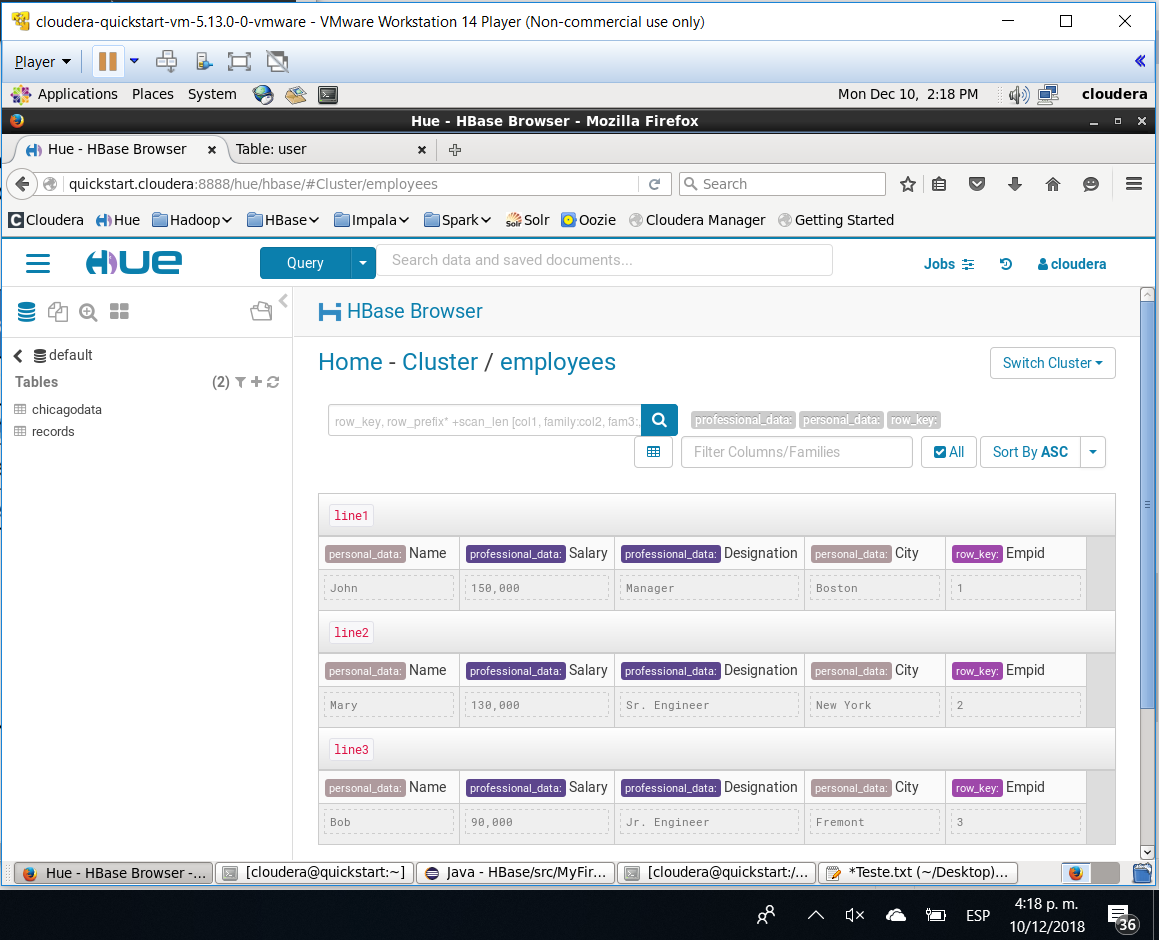 cloudera-quickstart-vm-5.13.0-0-vmware - VMware Workstation 14 Player (Non-commercial use only)
Player
Applications Places System Mon Dec 10, 2:18 PM cloudera
Hue - HBase Browser - Mozilla Firefox
Hue - HBase Browser Table: user
quickstart.cloudera:8888/hue/hbase/#Cluster/employees Search
Cloudera Hue Hadoop HBase Impala Spark Solr Oozie Cloudera Manager Getting Started
HUE Query Search data and saved documents... Jobs cloudera
HBase Browser
default
Tables (2)
chicagodata
records
Home - Cluster / employees Switch Cluster
row_key, row_prefix* +scan_len [col1, family:col2, fam3:, professional_data: personal_data: row_key:
Filter Columns/Families All Sort By ASC
line1
personal_data: Name professional_data: Salary professional_data: Designation personal_data: City row_key: Empid
John 150,000 Manager Boston 1
line2
personal_data: Name professional_data: Salary professional_data: Designation personal_data: City row_key: Empid
Mary 130,000 Sr. Engineer New York 2
line3
personal_data: Name professional_data: Salary professional_data: Designation personal_data: City row_key: Empid
Bob 90,000 Jr. Engineer Fremont 3
Hue - HBase Browser -... [cloudera@quickstart:~] Java - HBase/src/MyFir... [cloudera@quickstart:/... *Teste.txt (~/Desktop)...
ESP 4:18 p. m.
10/12/2018 36